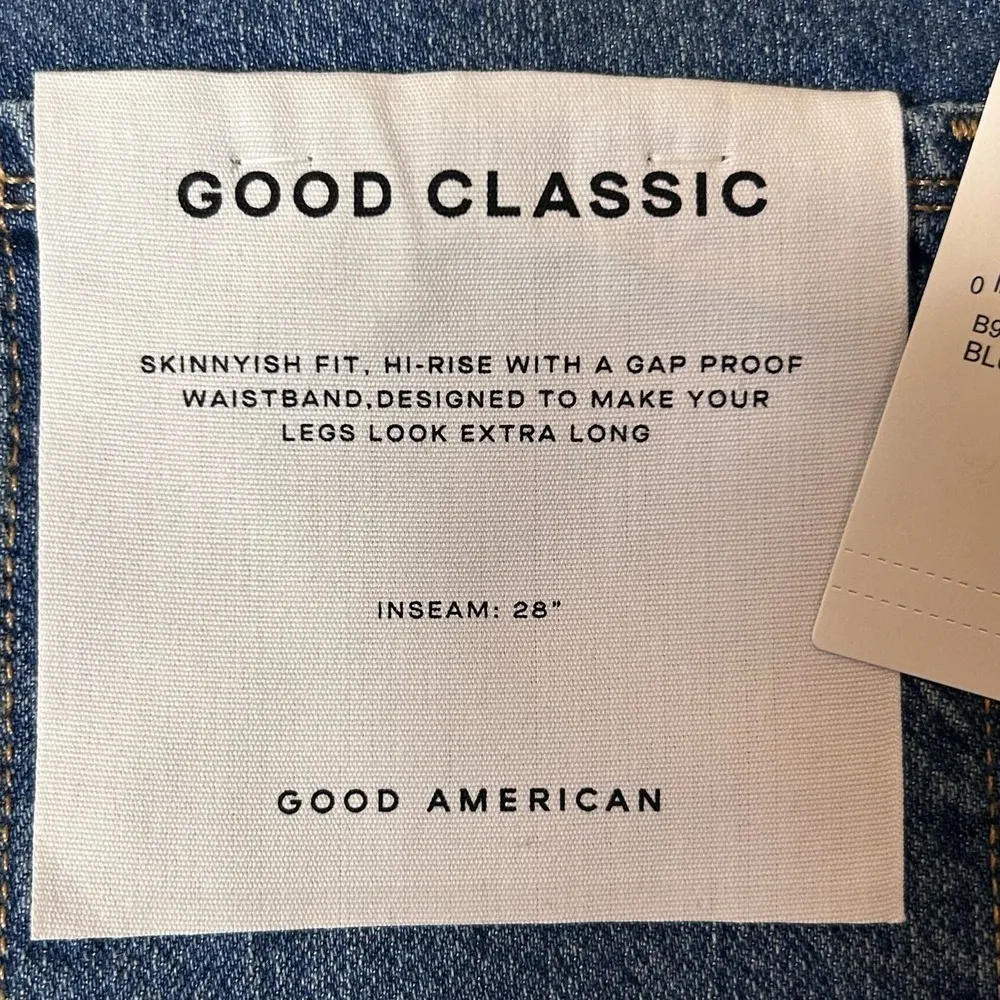 GOOD CLASSIC
SKINNYISH FIT, HI-RISE WITH A GAP PROOF
WAISTBAND,DESIGNED TO MAKE YOUR
LEGS LOOK EXTRA LONG
INSEAM: 28"
GOOD AMERICAN
0